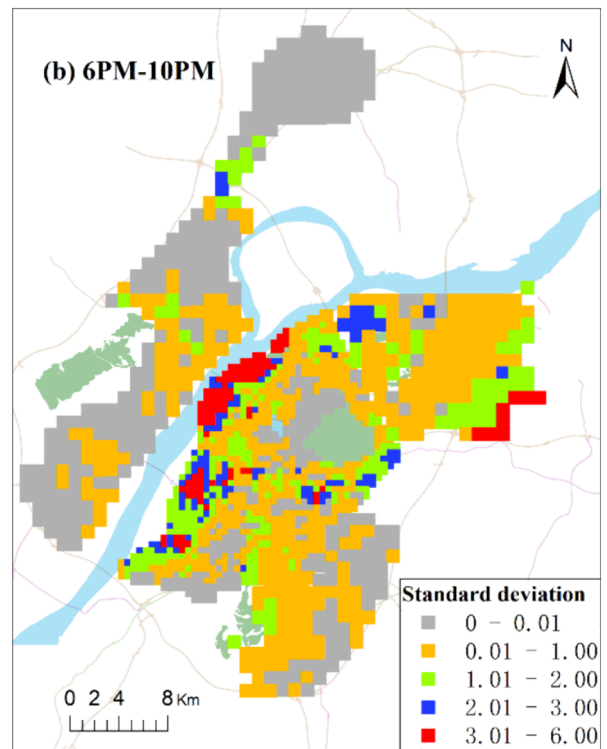 N
(b) 6PM-10PM
Standard deviation
0 - 0.01
0.01 - 1.00
1.01 - 2.00
2.01 - 3.00
3.01 - 6.00
0 2 4 8 Km